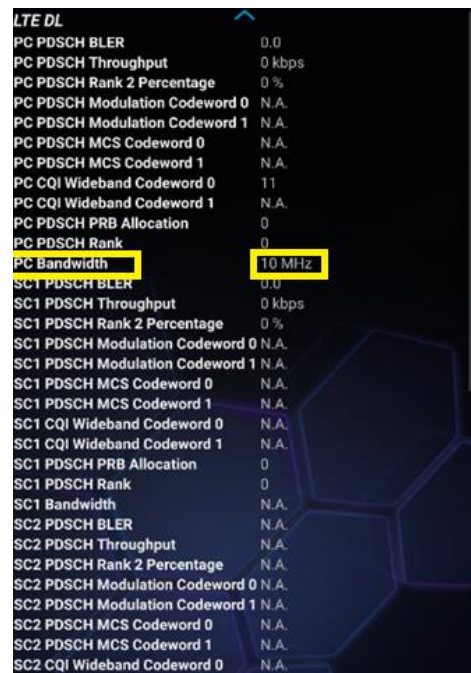 LTE DL
PC PDSCH BLER 0.0
PC PDSCH Throughput 0 kbps
PC PDSCH Rank 2 Percentage 0 %
PC PDSCH Modulation Codeword 0 N.A.
PC PDSCH Modulation Codeword 1 N.A.
PC PDSCH MCS Codeword 0 N.A.
PC PDSCH MCS Codeword 1 N.A.
PC CQI Wideband Codeword 0 11
PC CQI Wideband Codeword 1 N.A.
PC PDSCH PRB Allocation 0
PC PDSCH Rank 0
PC Bandwidth 10 MHz
SC1 PDSCH BLER 0.0
SC1 PDSCH Throughput 0 kbps
SC1 PDSCH Rank 2 Percentage 0 %
SC1 PDSCH Modulation Codeword 0 N.A.
SC1 PDSCH Modulation Codeword 1 N.A.
SC1 PDSCH MCS Codeword 0 N.A.
SC1 PDSCH MCS Codeword 1 N.A.
SC1 CQI Wideband Codeword 0 N.A.
SC1 CQI Wideband Codeword 1 N.A.
SC1 PDSCH PRB Allocation 0
SC1 PDSCH Rank 0
SC1 Bandwidth N.A.
SC2 PDSCH BLER N.A.
SC2 PDSCH Throughput N.A.
SC2 PDSCH Rank 2 Percentage N.A.
SC2 PDSCH Modulation Codeword 0 N.A.
SC2 PDSCH Modulation Codeword 1 N.A.
SC2 PDSCH MCS Codeword 0 N.A.
SC2 PDSCH MCS Codeword 1 N.A.
SC2 CQI Wideband Codeword 0 N.A.